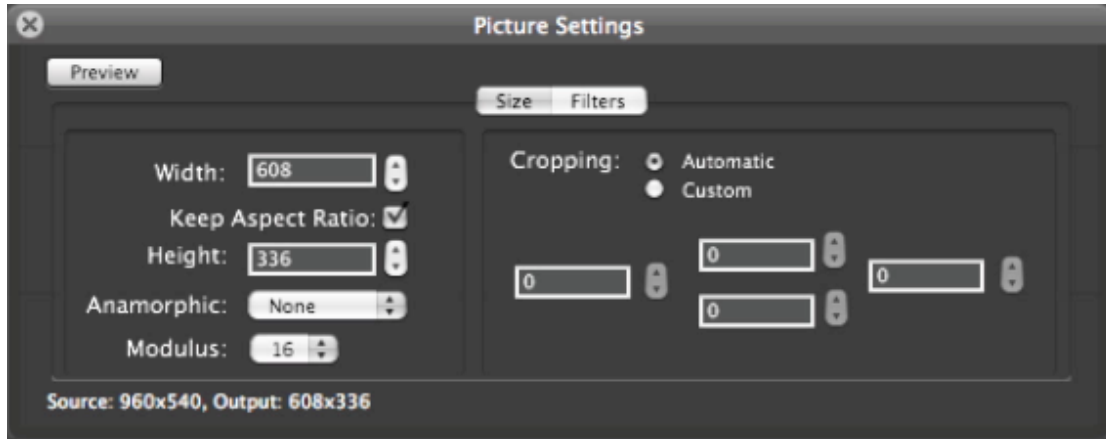 Picture Settings
Preview
Size Filters
Width: 608
Keep Aspect Ratio:
Height: 336
Anamorphic: None
Modulus: 16
Cropping: Automatic
Custom
0
0
0
0
Source: 960x540, Output: 608x336